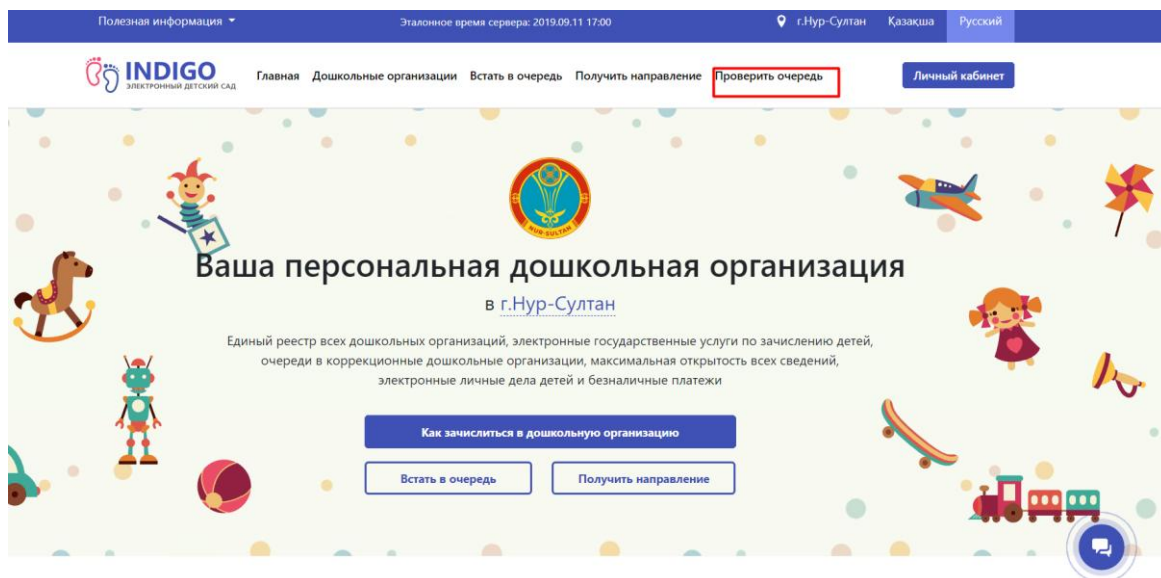 Полезная информация
Эталонное время сервера: 2019.09.11 17:00
г.Нур-Султан
Қазақша
Русский
INDIGO
ЭЛЕКТРОННЫЙ ДЕТСКИЙ САД
Главная
Дошкольные организации
Встать в очередь
Получить направление
Проверить очередь
Личный кабинет
NUR-SULTAN
Ваша персональная дошкольная организация
в г.Нур-Султан
Единый реестр всех дошкольных организаций, электронные государственные услуги по зачислению детей,
очереди в коррекционные дошкольные организации, максимальная открытость всех сведений,
электронные личные дела детей и безналичные платежи
Как зачислиться в дошкольную организацию
Встать в очередь
Получить направление